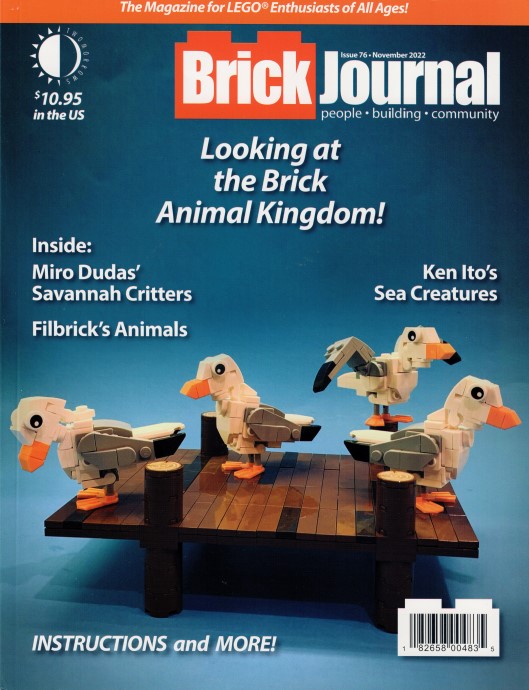 The Magazine for LEGO® Enthusiasts of All Ages!
TWOMORROWS
$10.95
in the US
Issue 76 • November 2022
Brick Journal
people • building • community
Looking at
the Brick
Animal Kingdom!
Inside:
Miro Dudas’
Savannah Critters
Filbrick’s Animals
Ken Ito’s
Sea Creatures
INSTRUCTIONS and MORE!
1 82658 00483 5